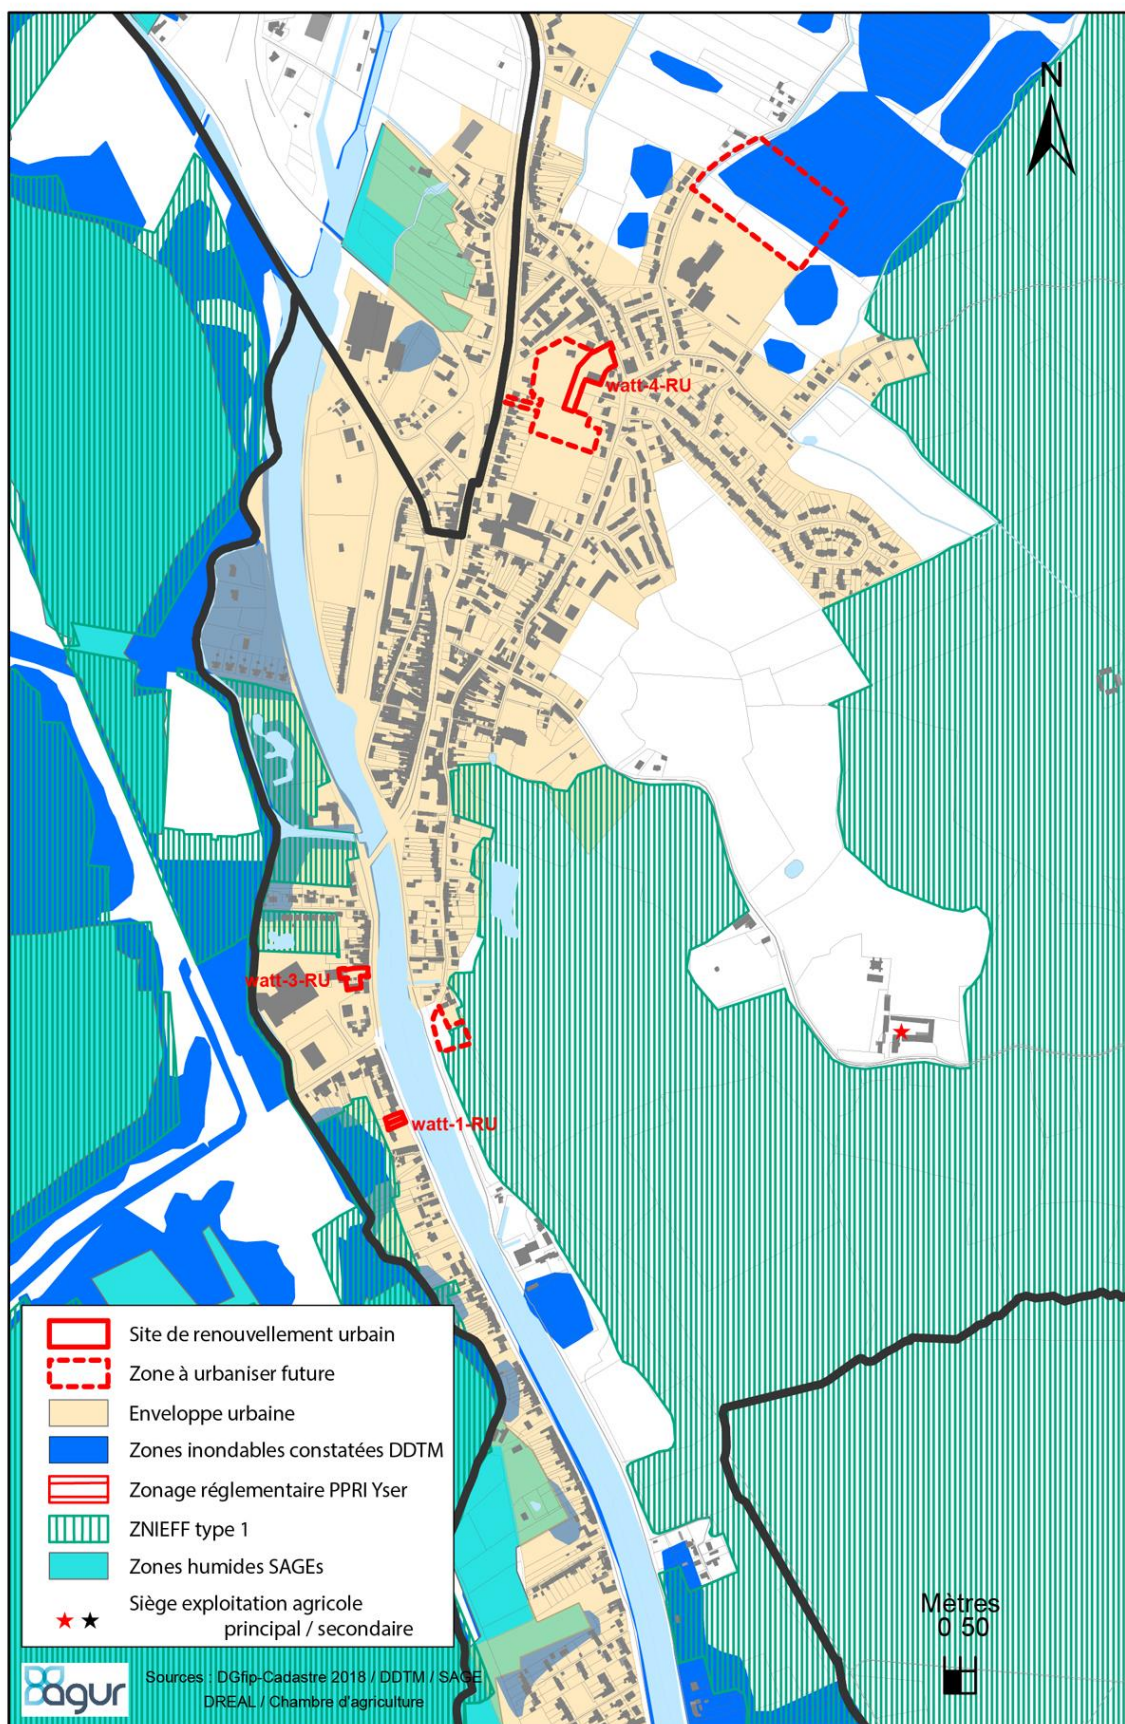 N
watt-4-RU
watt-3-RU
watt-1-RU
Site de renouvellement urbain
Zone à urbaniser future
Enveloppe urbaine
Zones inondables constatées DDTM
Zonage réglementaire PPRI Yser
ZNIEFF type 1
Zones humides SAGEs
Siège exploitation agricole
principal / secondaire
Mètres
0 50
agur
Sources : DGfip-Cadastre 2018 / DDTM / SAGE
DREAL / Chambre d'agriculture